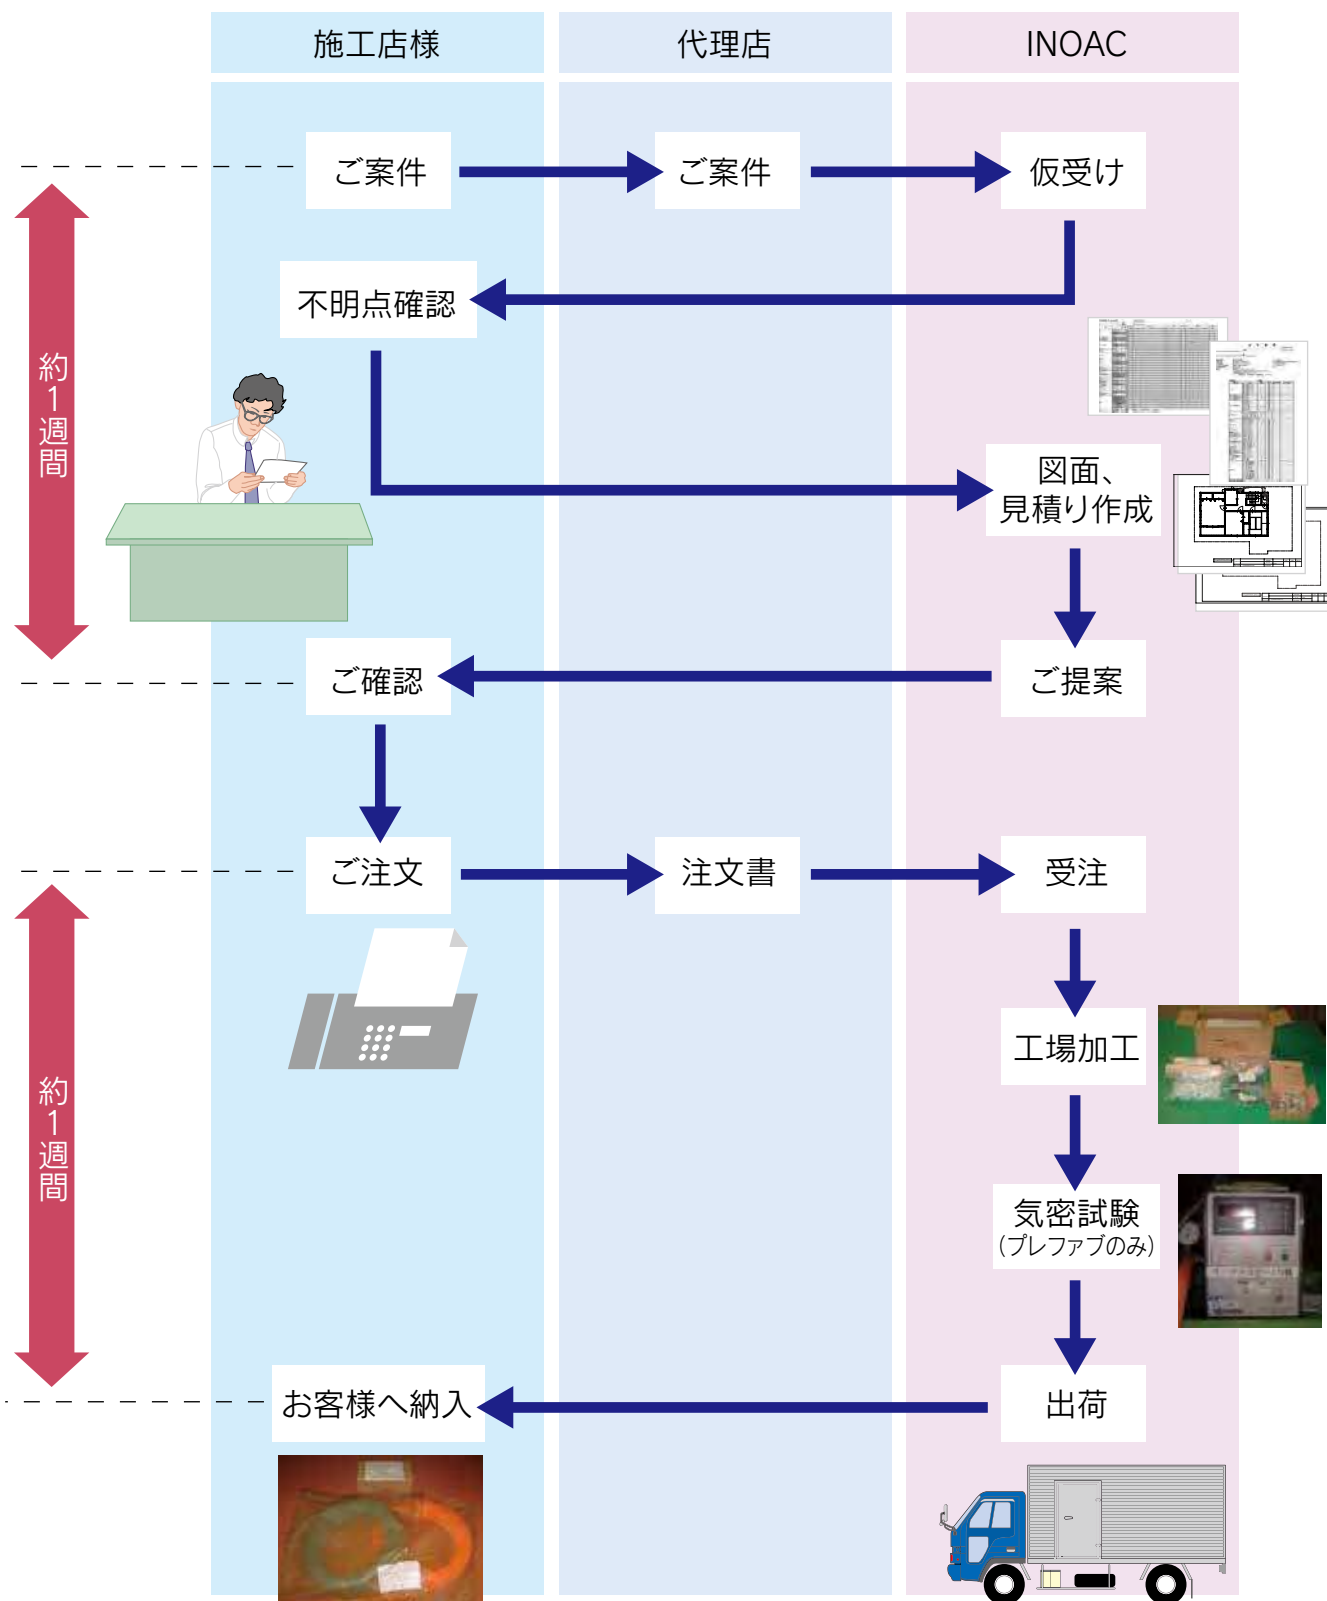 施工店様
代理店
INOAC
ご案件
ご案件
仮受け
不明点確認
約1週間
図面、
見積り作成
ご確認
ご提案
ご注文
注文書
受注
工場加工
約1週間
気密試験
(プレファブのみ)
お客様へ納入
出荷